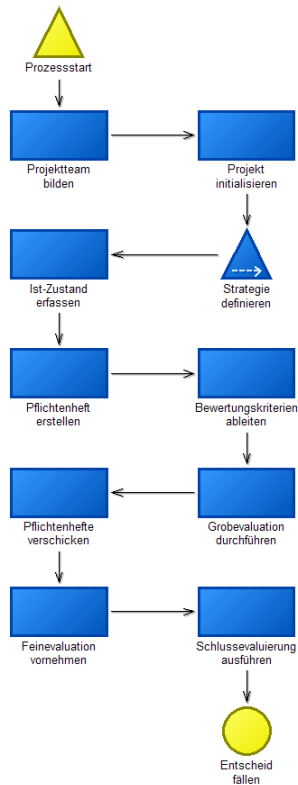 Prozessstart
Projektteam
bilden
Projekt
initialisieren
Ist-Zustand
erfassen
Strategie
definieren
Pflichtenheft
erstellen
Bewertungskriterien
ableiten
Pflichtenhefte
verschicken
Grobevaluation
durchführen
Feinevaluation
vornehmen
Schlussevaluierung
ausführen
Entscheid
fällen